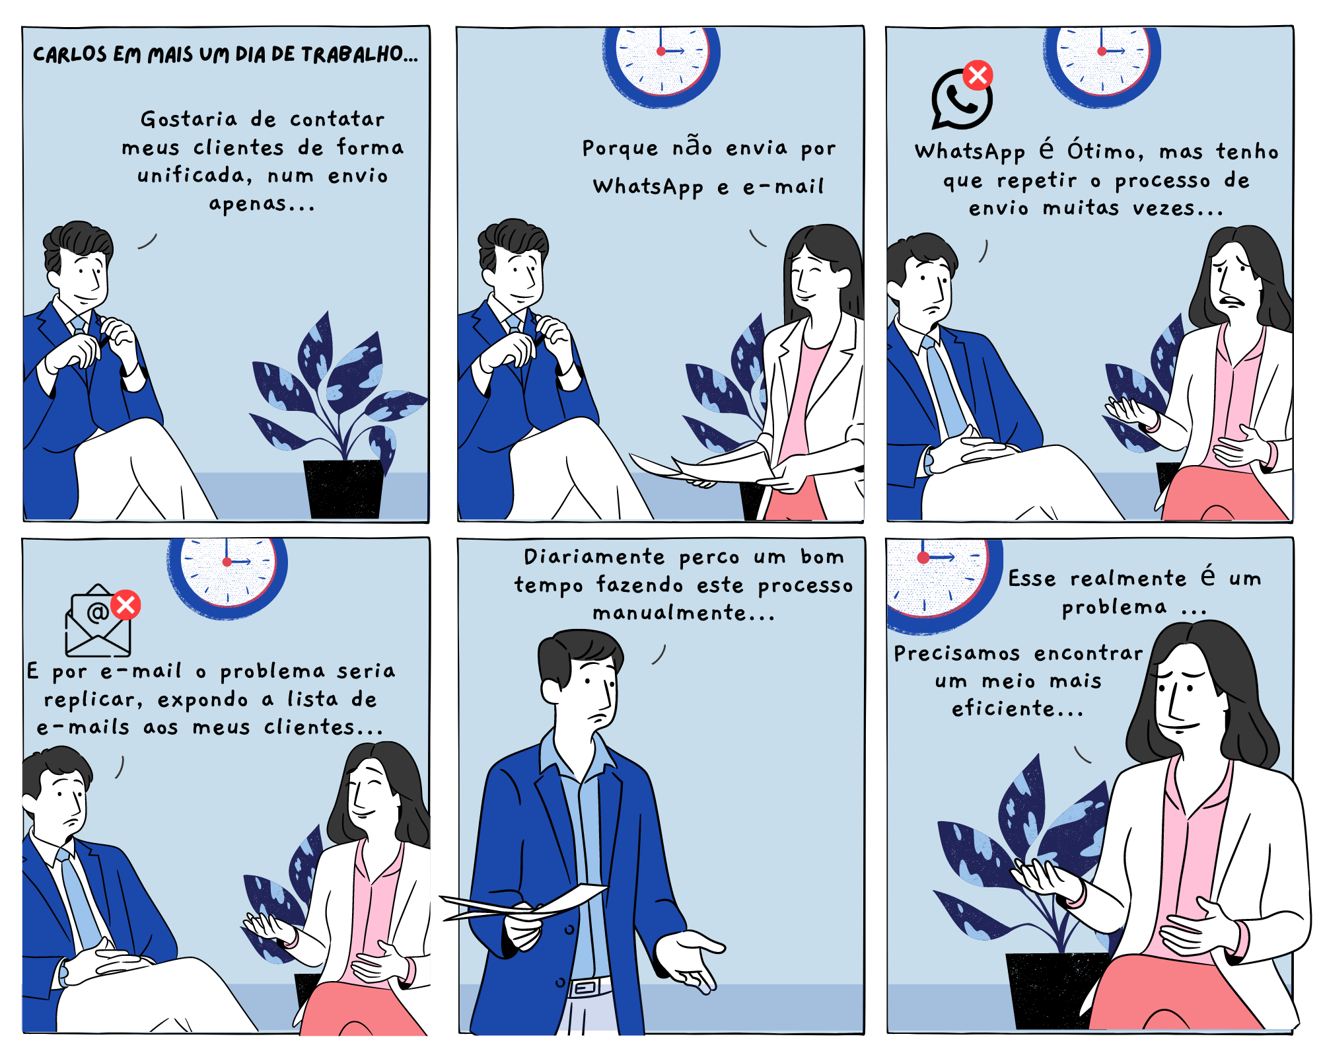 CARLOS EM MAIS UM DIA DE TRABALHO...
Gostaria de contatar
meus clientes de forma
unificada, num envio
apenas...
Porque não envia por
WhatsApp e e-mail
WhatsApp é ótimo, mas tenho
que repetir o processo de
envio muitas vezes...
@
E por e-mail o problema seria
replicar, expondo a lista de
e-mails aos meus clientes...
Diariamente perco um bom
tempo fazendo este processo
manualmente...
Esse realmente é um
problema ...
Precisamos encontrar
um meio mais
eficiente...